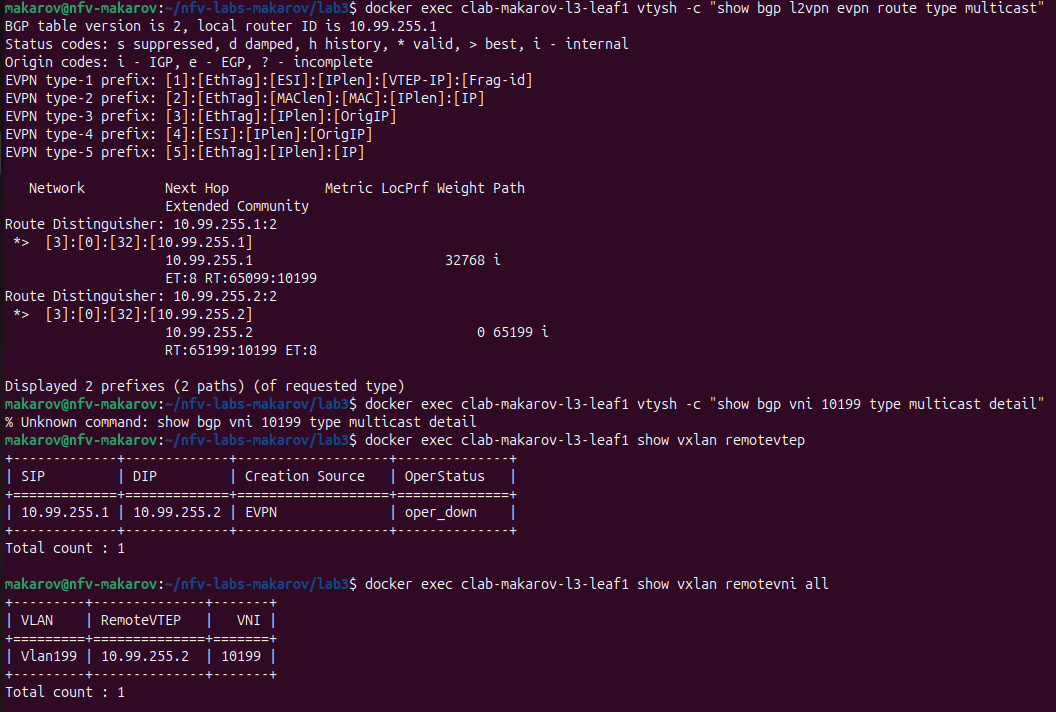 makarov@nfv-makarov:~/nfv-labs-makarov/lab3$ docker exec clab-makarov-l3-leaf1 vtysh -c "show bgp l2vpn evpn route type multicast"
BGP table version is 2, local router ID is 10.99.255.1
Status codes: s suppressed, d damped, h history, * valid, > best, i - internal
Origin codes: i - IGP, e - EGP, ? - incomplete
EVPN type-1 prefix: [1]:[EthTag]:[ESI]:[IPlen]:[VTEP-IP]:[Frag-id]
EVPN type-2 prefix: [2]:[EthTag]:[MAClen]:[MAC]:[IPlen]:[IP]
EVPN type-3 prefix: [3]:[EthTag]:[IPlen]:[OrigIP]
EVPN type-4 prefix: [4]:[ESI]:[IPlen]:[OrigIP]
EVPN type-5 prefix: [5]:[EthTag]:[IPlen]:[IP]

   Network          Next Hop            Metric LocPrf Weight Path
                    Extended Community
Route Distinguisher: 10.99.255.1:2
 *>  [3]:[0]:[32]:[10.99.255.1]
                    10.99.255.1                        32768 i
                    ET:8 RT:65099:10199
Route Distinguisher: 10.99.255.2:2
 *>  [3]:[0]:[32]:[10.99.255.2]
                    10.99.255.2                            0 65199 i
                    RT:65199:10199 ET:8

Displayed 2 prefixes (2 paths) (of requested type)
makarov@nfv-makarov:~/nfv-labs-makarov/lab3$ docker exec clab-makarov-l3-leaf1 vtysh -c "show bgp vni 10199 type multicast detail"
% Unknown command: show bgp vni 10199 type multicast detail
makarov@nfv-makarov:~/nfv-labs-makarov/lab3$ docker exec clab-makarov-l3-leaf1 show vxlan remotevtep
+-------------+-------------+-------------------+--------------+
| SIP         | DIP         | Creation Source   | OperStatus   |
+=============+=============+===================+==============+
| 10.99.255.1 | 10.99.255.2 | EVPN              | oper_down    |
+-------------+-------------+-------------------+--------------+
Total count : 1

makarov@nfv-makarov:~/nfv-labs-makarov/lab3$ docker exec clab-makarov-l3-leaf1 show vxlan remotevni all
+---------+--------------+-------+
| VLAN    | RemoteVTEP   |   VNI |
+=========+==============+=======+
| Vlan199 | 10.99.255.2  | 10199 |
+---------+--------------+-------+
Total count : 1